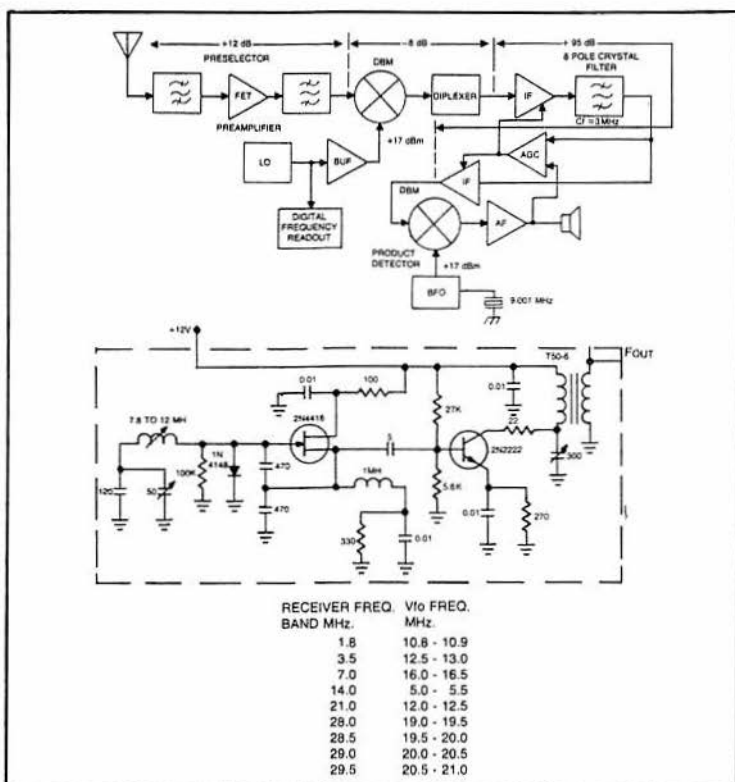 +12 dB
-8 dB
+ 95 dB
PRESELECTOR
DBM
8 POLE CRYSTAL
FILTER
FET
DIPLEXER
IF
PREAMPLIFIER
Cf = 9MHz
+17 dBm
LO
BUF
AGC
IF
DBM
DIGITAL
FREQUENCY
READOUT
AF
PRODUCT
DETECTOR
+17 dBm
BFO
9.001 MHz
+12V
T50-6
FOUT
0.01
100
0.01
7.8 TO 12 MH
2N4416
27K
22
5
2N2222
1N
4148
100K
470
300
120
50
1MH
5.6K
470
0.01
270
330
0.01
RECEIVER FREQ. Vfo FREQ.
BAND MHz. MHz.
1.8 10.8 - 10.9
3.5 12.5 - 13.0
7.0 16.0 - 16.5
14.0 5.0 - 5.5
21.0 12.0 - 12.5
28.0 19.0 - 19.5
28.5 19.5 - 20.0
29.0 20.0 - 20.5
29.5 20.5 - 21.0